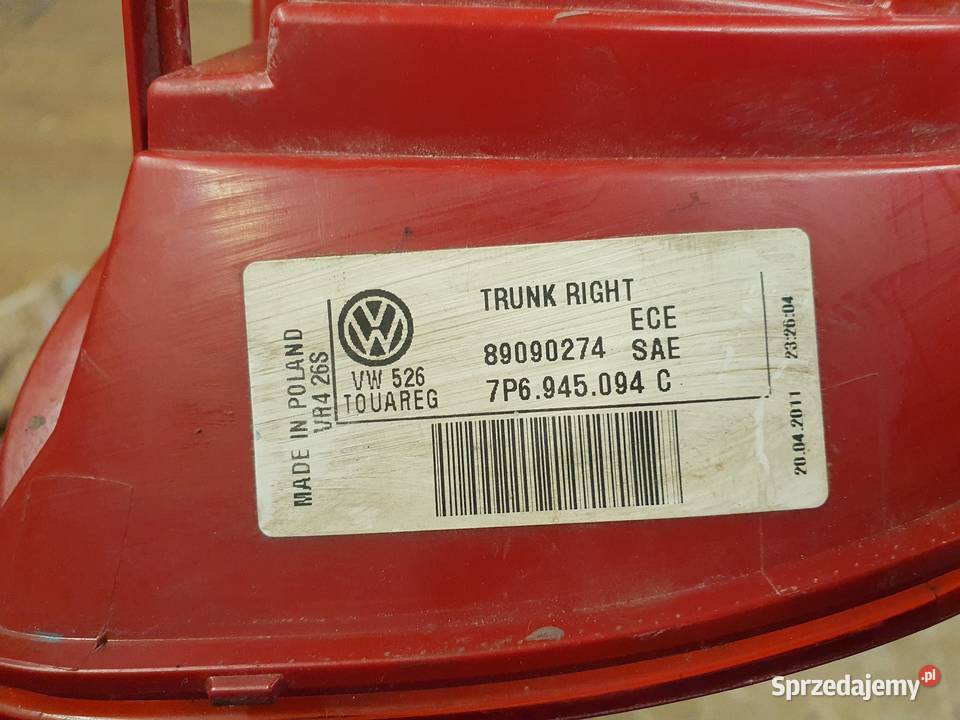 TRUNK RIGHT
ECE
89090274 SAE
7P6.945.094 C
VW 526
TOUAREG
MADE IN POLAND
VR4 26S
20.04.2011 23:26:04
Sprzedajemy.pl